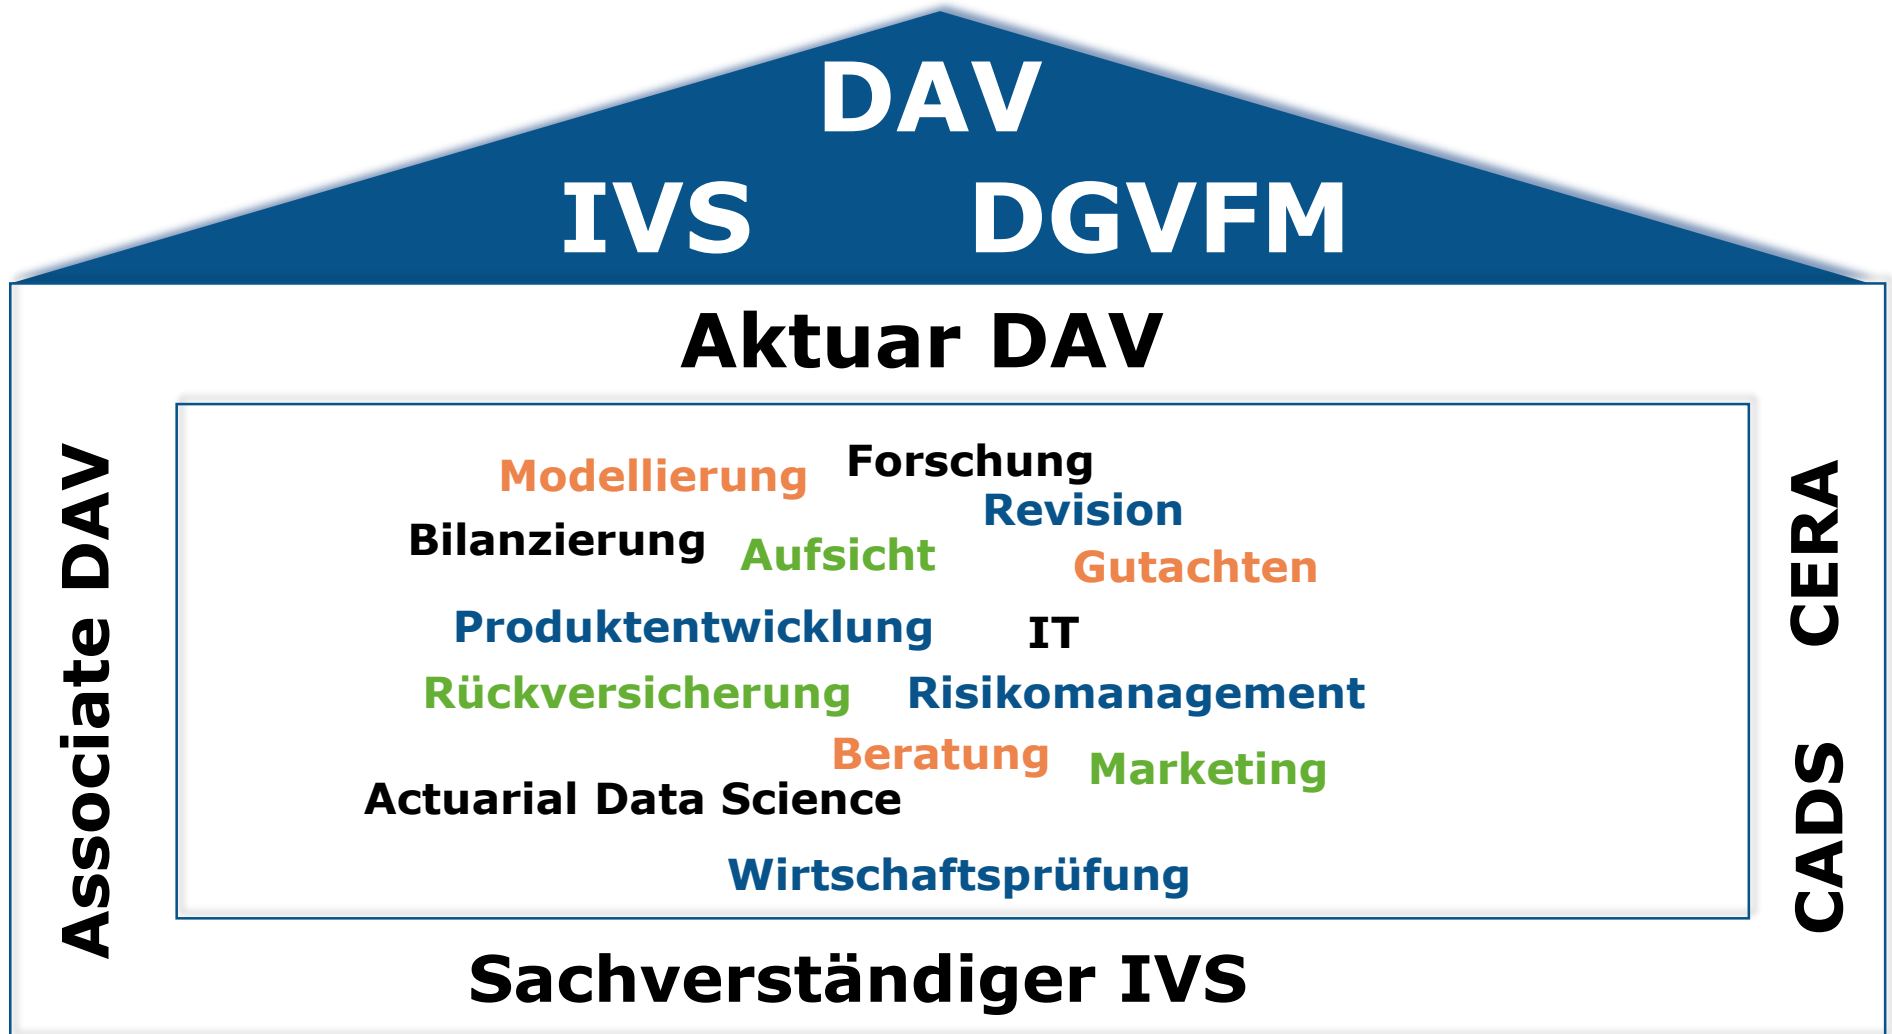 DAV
IVS DGVFM
Aktuar DAV
Associate DAV
Modellierung
Forschung
Revision
Bilanzierung
Aufsicht
Gutachten
Produktentwicklung
IT
Rückversicherung
Risikomanagement
Beratung
Marketing
Actuarial Data Science
Wirtschaftsprüfung
CADS CERA
Sachverständiger IVS